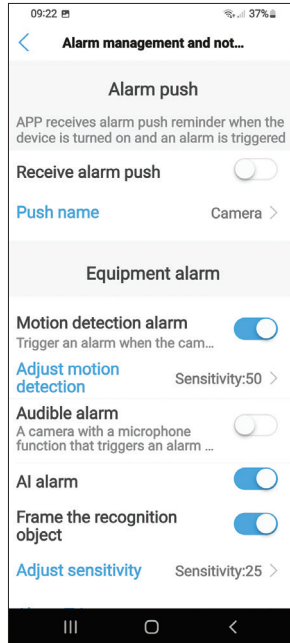 09:22 37%
Alarm management and not...
Alarm push
APP receives alarm push reminder when the
device is turned on and an alarm is triggered
Receive alarm push
Push name Camera >
Equipment alarm
Motion detection alarm
Trigger an alarm when the cam...
Adjust motion
detection Sensitivity:50 >
Audible alarm
A camera with a microphone
function that triggers an alarm ...
AI alarm
Frame the recognition
object
Adjust sensitivity Sensitivity:25 >